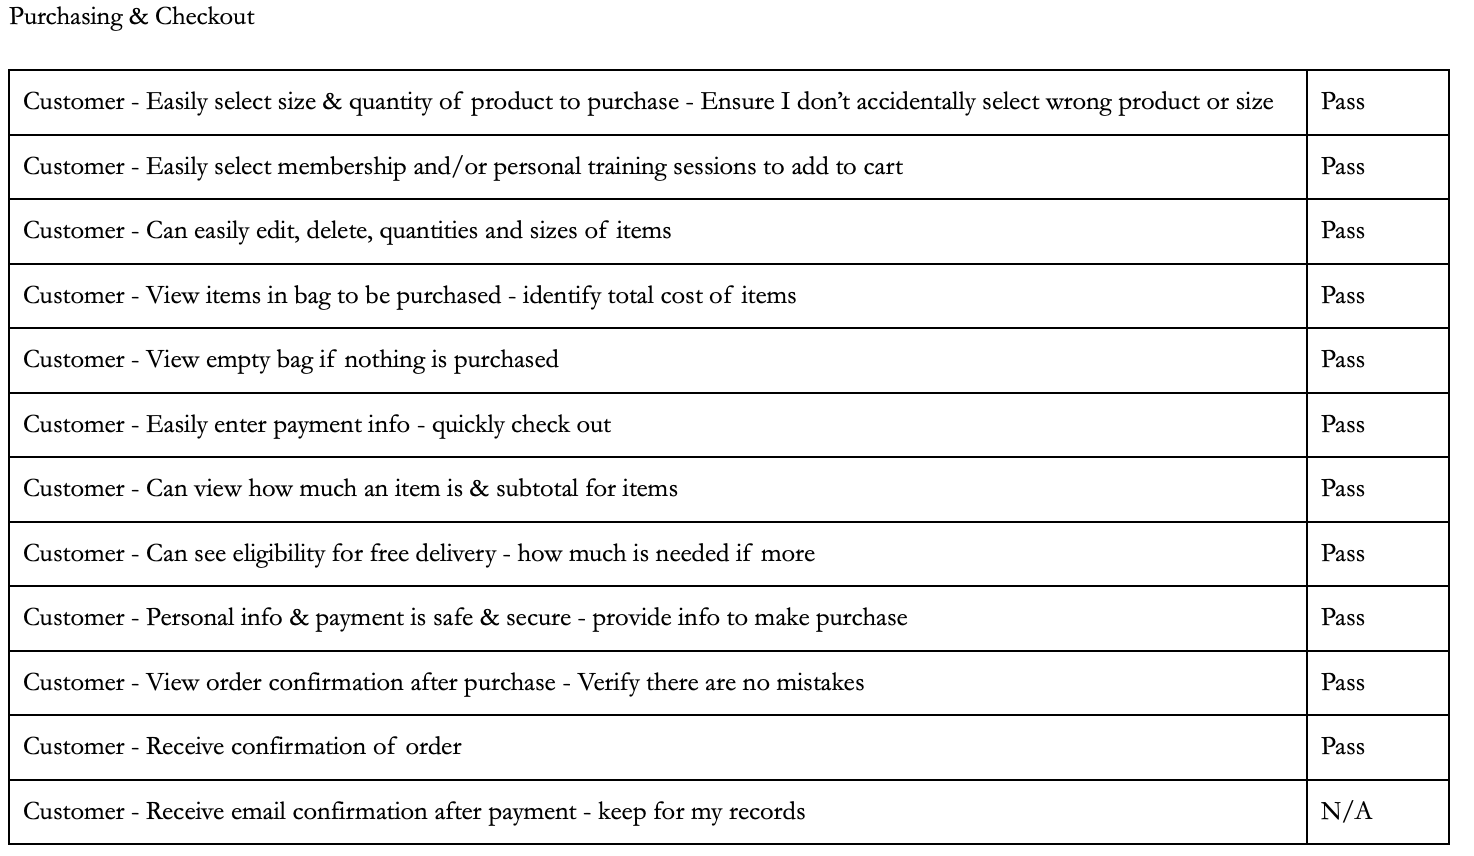 Purchasing & Checkout
Customer - Easily select size & quantity of product to purchase - Ensure I don’t accidentally select wrong product or size Pass
Customer - Easily select membership and/or personal training sessions to add to cart Pass
Customer - Can easily edit, delete, quantities and sizes of items Pass
Customer - View items in bag to be purchased - identify total cost of items Pass
Customer - View empty bag if nothing is purchased Pass
Customer - Easily enter payment info - quickly check out Pass
Customer - Can view how much an item is & subtotal for items Pass
Customer - Can see eligibility for free delivery - how much is needed if more Pass
Customer - Personal info & payment is safe & secure - provide info to make purchase Pass
Customer - View order confirmation after purchase - Verify there are no mistakes Pass
Customer - Receive confirmation of order Pass
Customer - Receive email confirmation after payment - keep for my records N/A